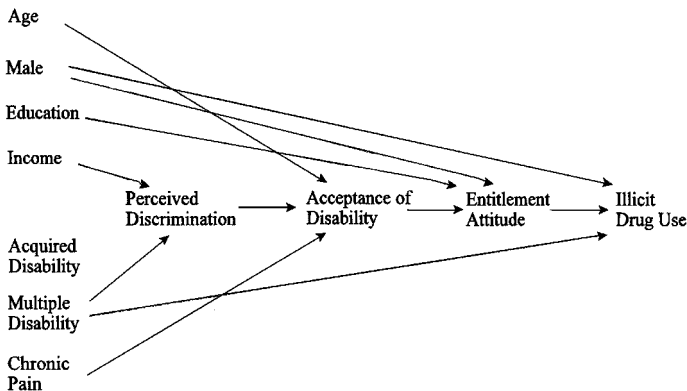 Age
Male
Education
Income
Perceived
Discrimination
Acceptance of
Disability
Entitlement
Attitude
Illicit
Drug Use
Acquired
Disability
Multiple
Disability
Chronic
Pain